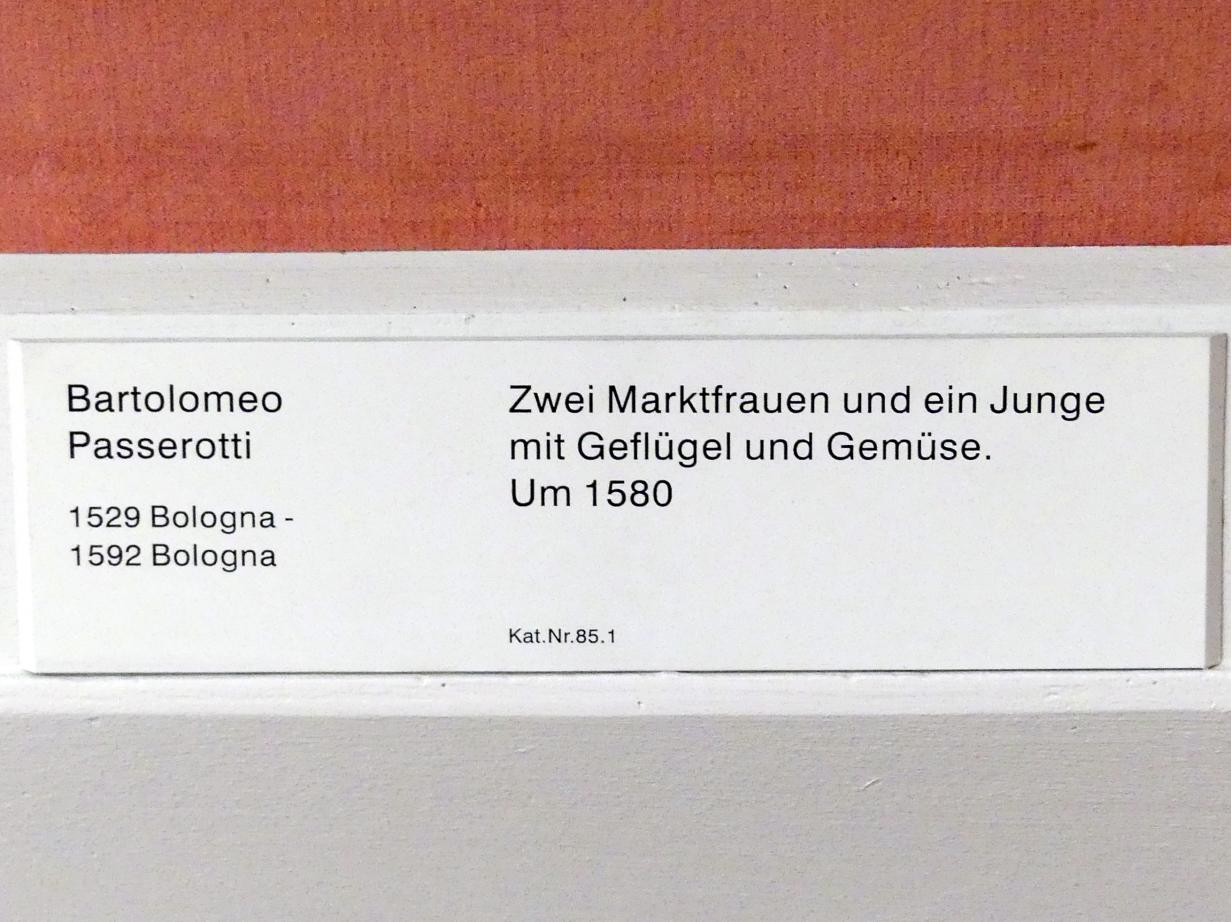 Bartolomeo
Passerotti
1529 Bologna -
1592 Bologna
Zwei Marktfrauen und ein Junge
mit Geflügel und Gemüse.
Um 1580
Kat.Nr.85.1